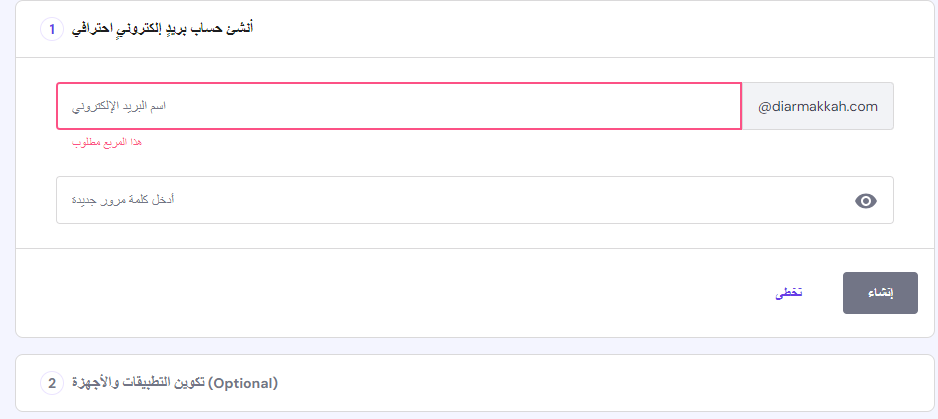 1 أنشئ حساب بريدٍ إلكترونيٍ احترافي
اسم البريد الإلكتروني @diarmakkah.com
هذا المربع مطلوب
أدخل كلمة مرور جديدة
تخطي إنشاء
2 تكوين التطبيقات والأجهزة (Optional)